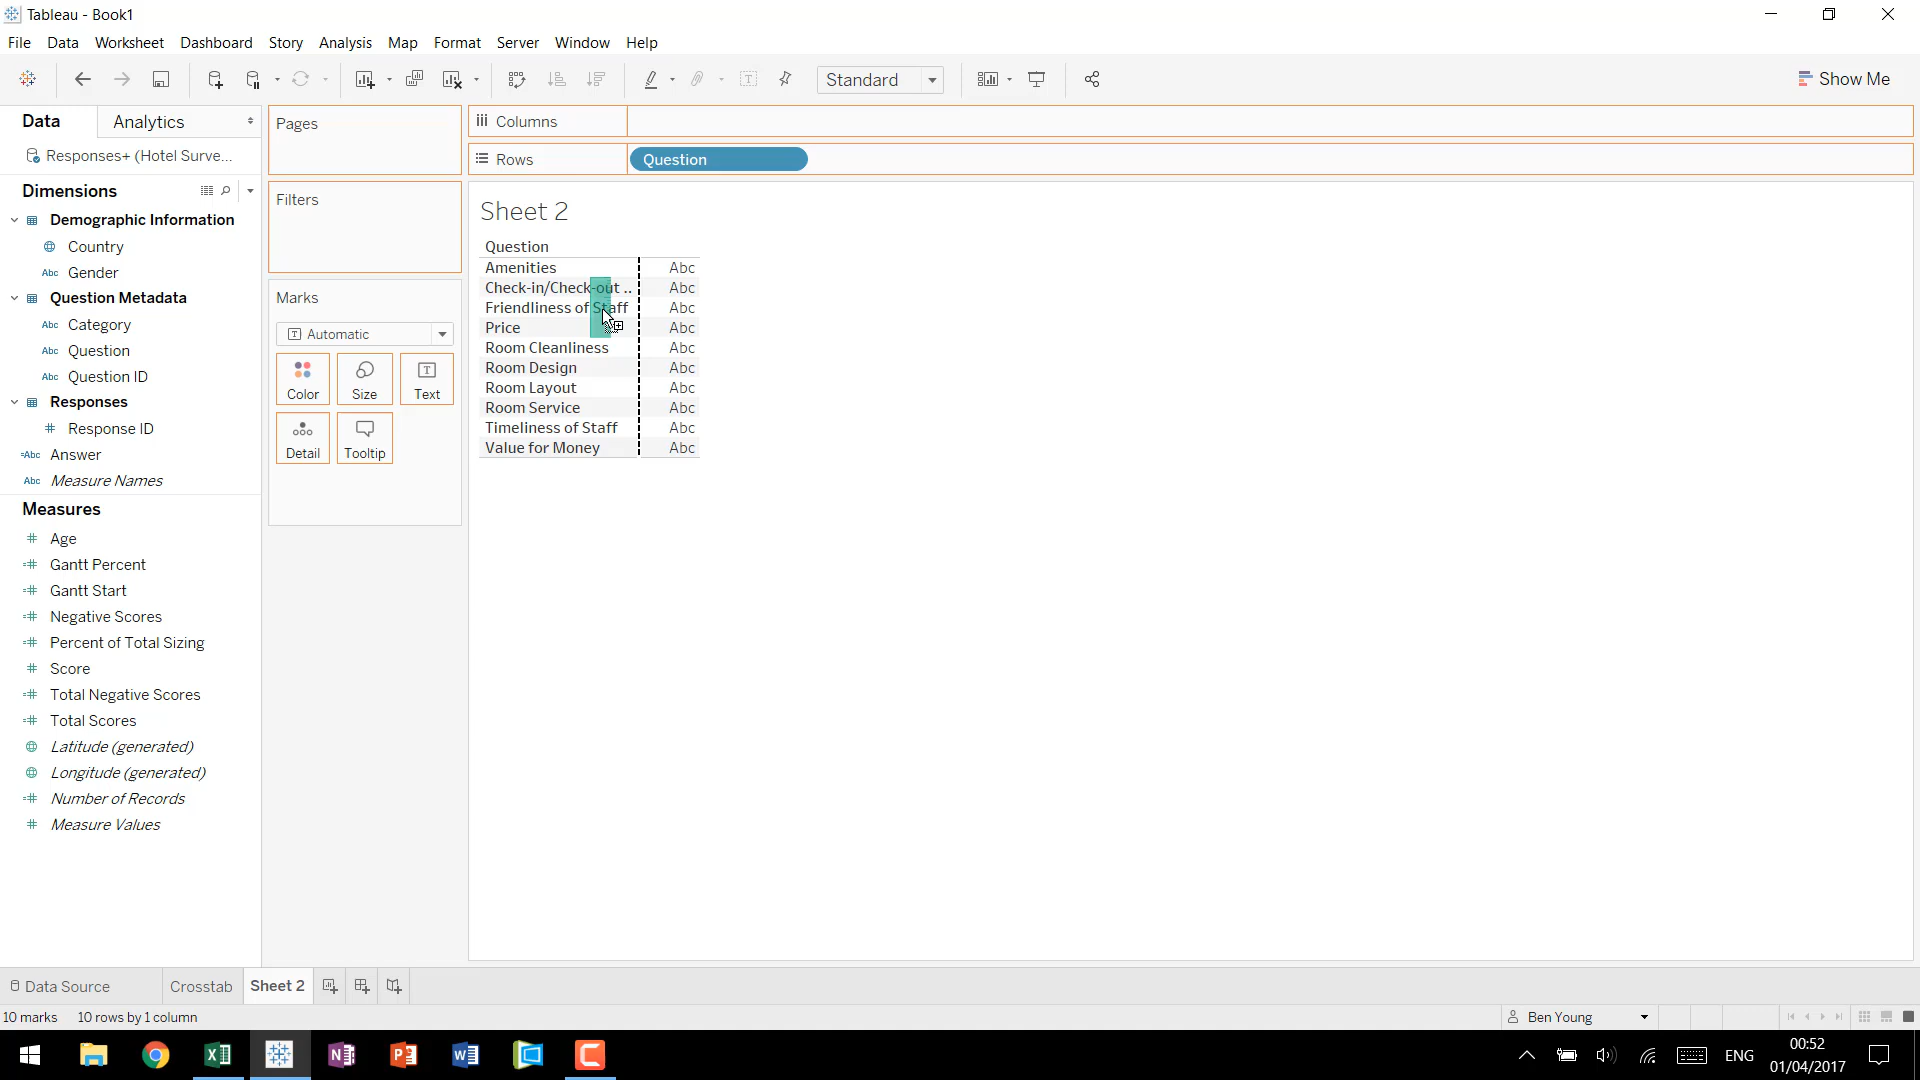 Tableau - Book1
File Data Worksheet Dashboard Story Analysis Map Format Server Window Help
Standard
Show Me
Data Analytics
Responses+ (Hotel Surve...
Dimensions
Demographic Information
Country
Abc Gender
Question Metadata
Abc Category
Abc Question
Abc Question ID
Responses
# Response ID
=Abc Answer
Abc Measure Names
Measures
# Age
=# Gantt Percent
=# Gantt Start
=# Negative Scores
=# Percent of Total Sizing
# Score
=# Total Negative Scores
=# Total Scores
Latitude (generated)
Longitude (generated)
=# Number of Records
# Measure Values
Pages
Filters
Marks
T Automatic
Color Size T Text
Detail Tooltip
iii Columns
Rows Question
Sheet 2
Question
Amenities Abc
Check-in/Check-out .. Abc
Friendliness of Staff Abc
Price Abc
Room Cleanliness Abc
Room Design Abc
Room Layout Abc
Room Service Abc
Timeliness of Staff Abc
Value for Money Abc
Data Source Crosstab Sheet 2
10 marks 10 rows by 1 column
Ben Young
ENG
00:52
01/04/2017